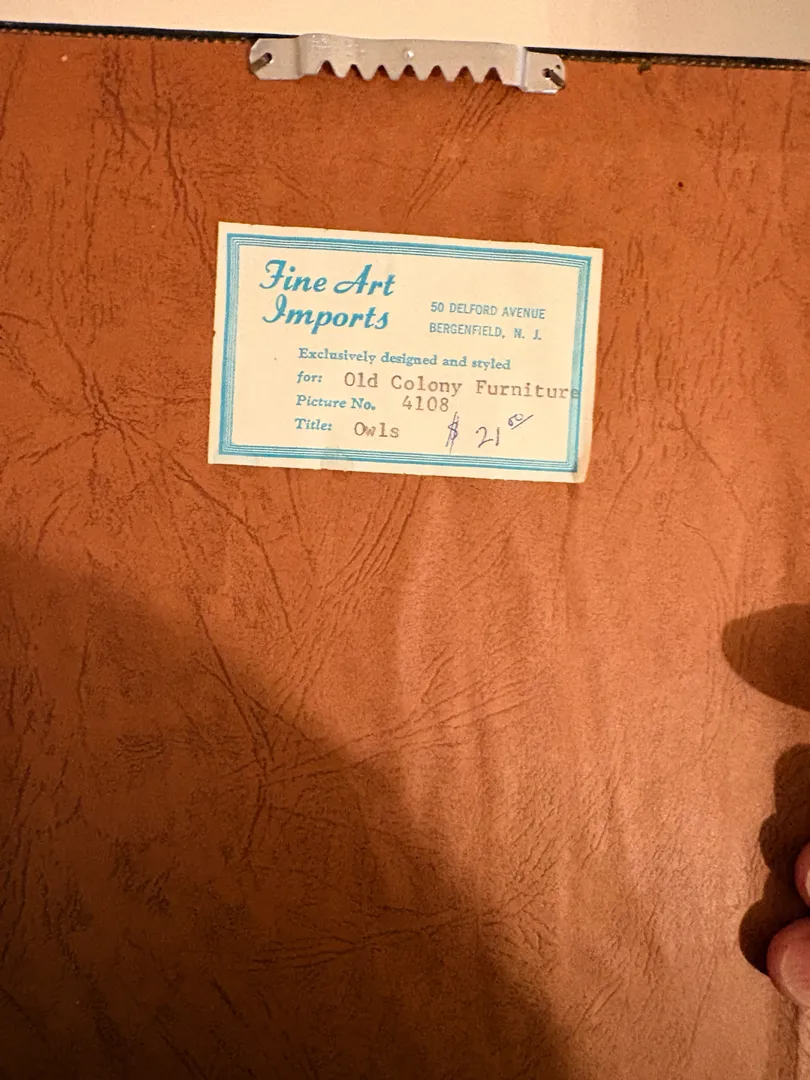 Fine Art
Imports
50 DELFORD AVENUE
BERGENFIELD, N. J.
Exclusively designed and styled
for: Old Colony Furniture
Picture No. 4108
Title: Owls $ 21 00